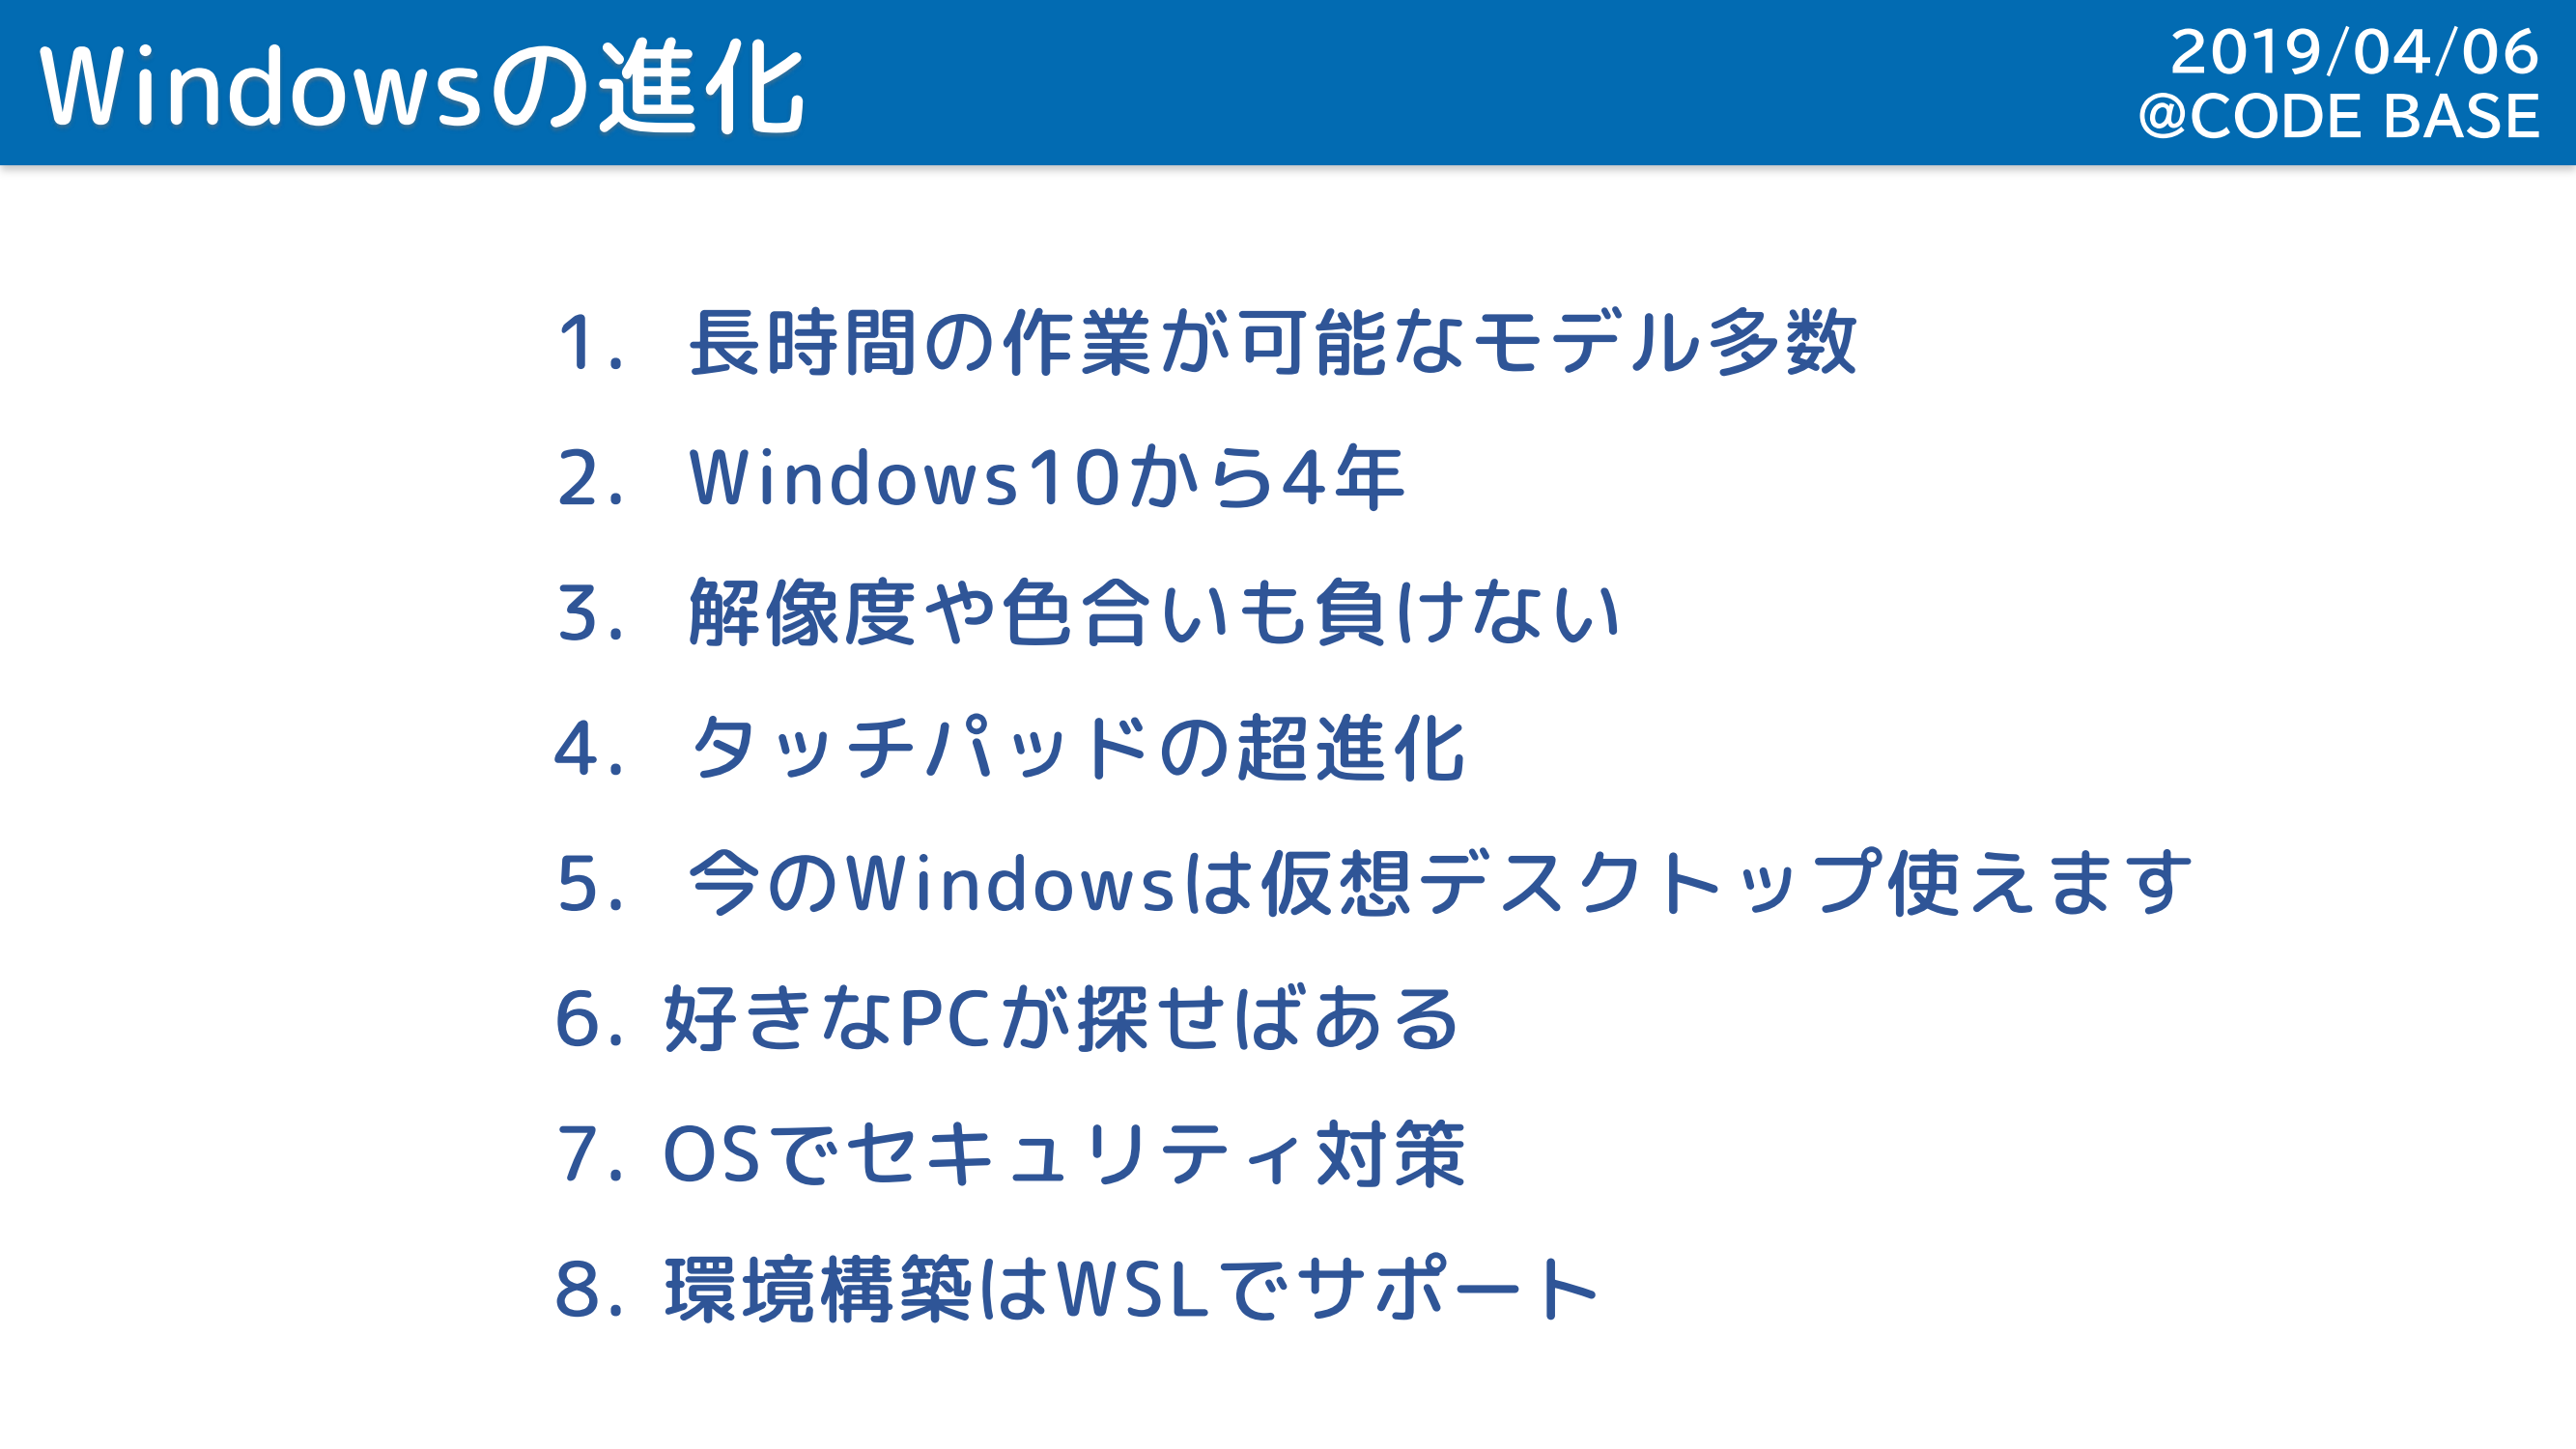 Windowsの進化
2019/04/06
@CODE BASE
1. 長時間の作業が可能なモデル多数
2. Windows10から4年
3. 解像度や色合いも負けない
4. タッチパッドの超進化
5. 今のWindowsは仮想デスクトップ使えます
6. 好きなPCが探せばある
7. OSでセキュリティ対策
8. 環境構築はWSLでサポート